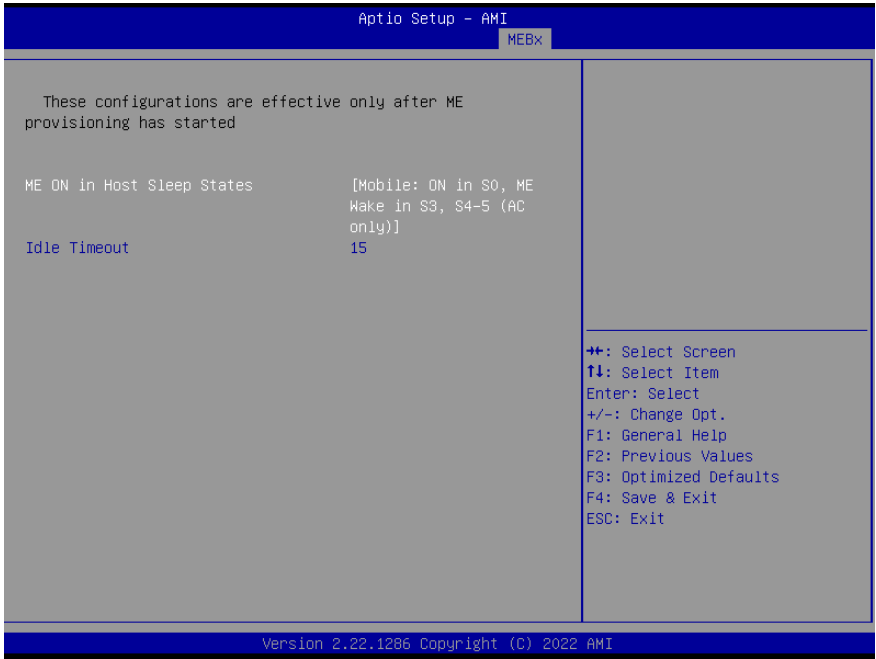 Aptio Setup – AMI
MEBx
These configurations are effective only after ME
provisioning has started
ME ON in Host Sleep States [Mobile: ON in S0, ME
Wake in S3, S4–5 (AC
only)]
Idle Timeout 15
→←: Select Screen
↑↓: Select Item
Enter: Select
+/–: Change Opt.
F1: General Help
F2: Previous Values
F3: Optimized Defaults
F4: Save & Exit
ESC: Exit
Version 2.22.1286 Copyright (C) 2022 AMI